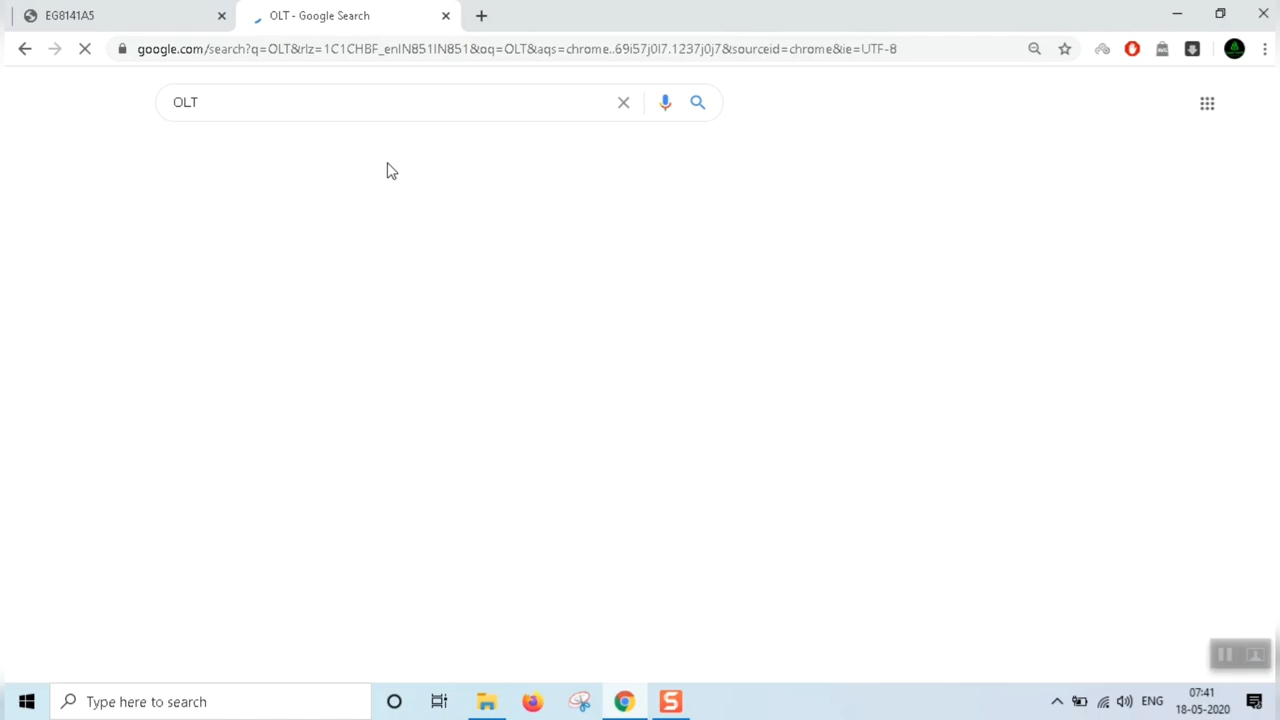 EG8141A5
OLT - Google Search
google.com/search?q=OLT&rlz=1C1CHBF_enIN851IN851&oq=OLT&aqs=chrome..69i57j0l7.1237j0j7&sourceid=chrome&ie=UTF-8
OLT
Type here to search
ENG
07:41
18-05-2020